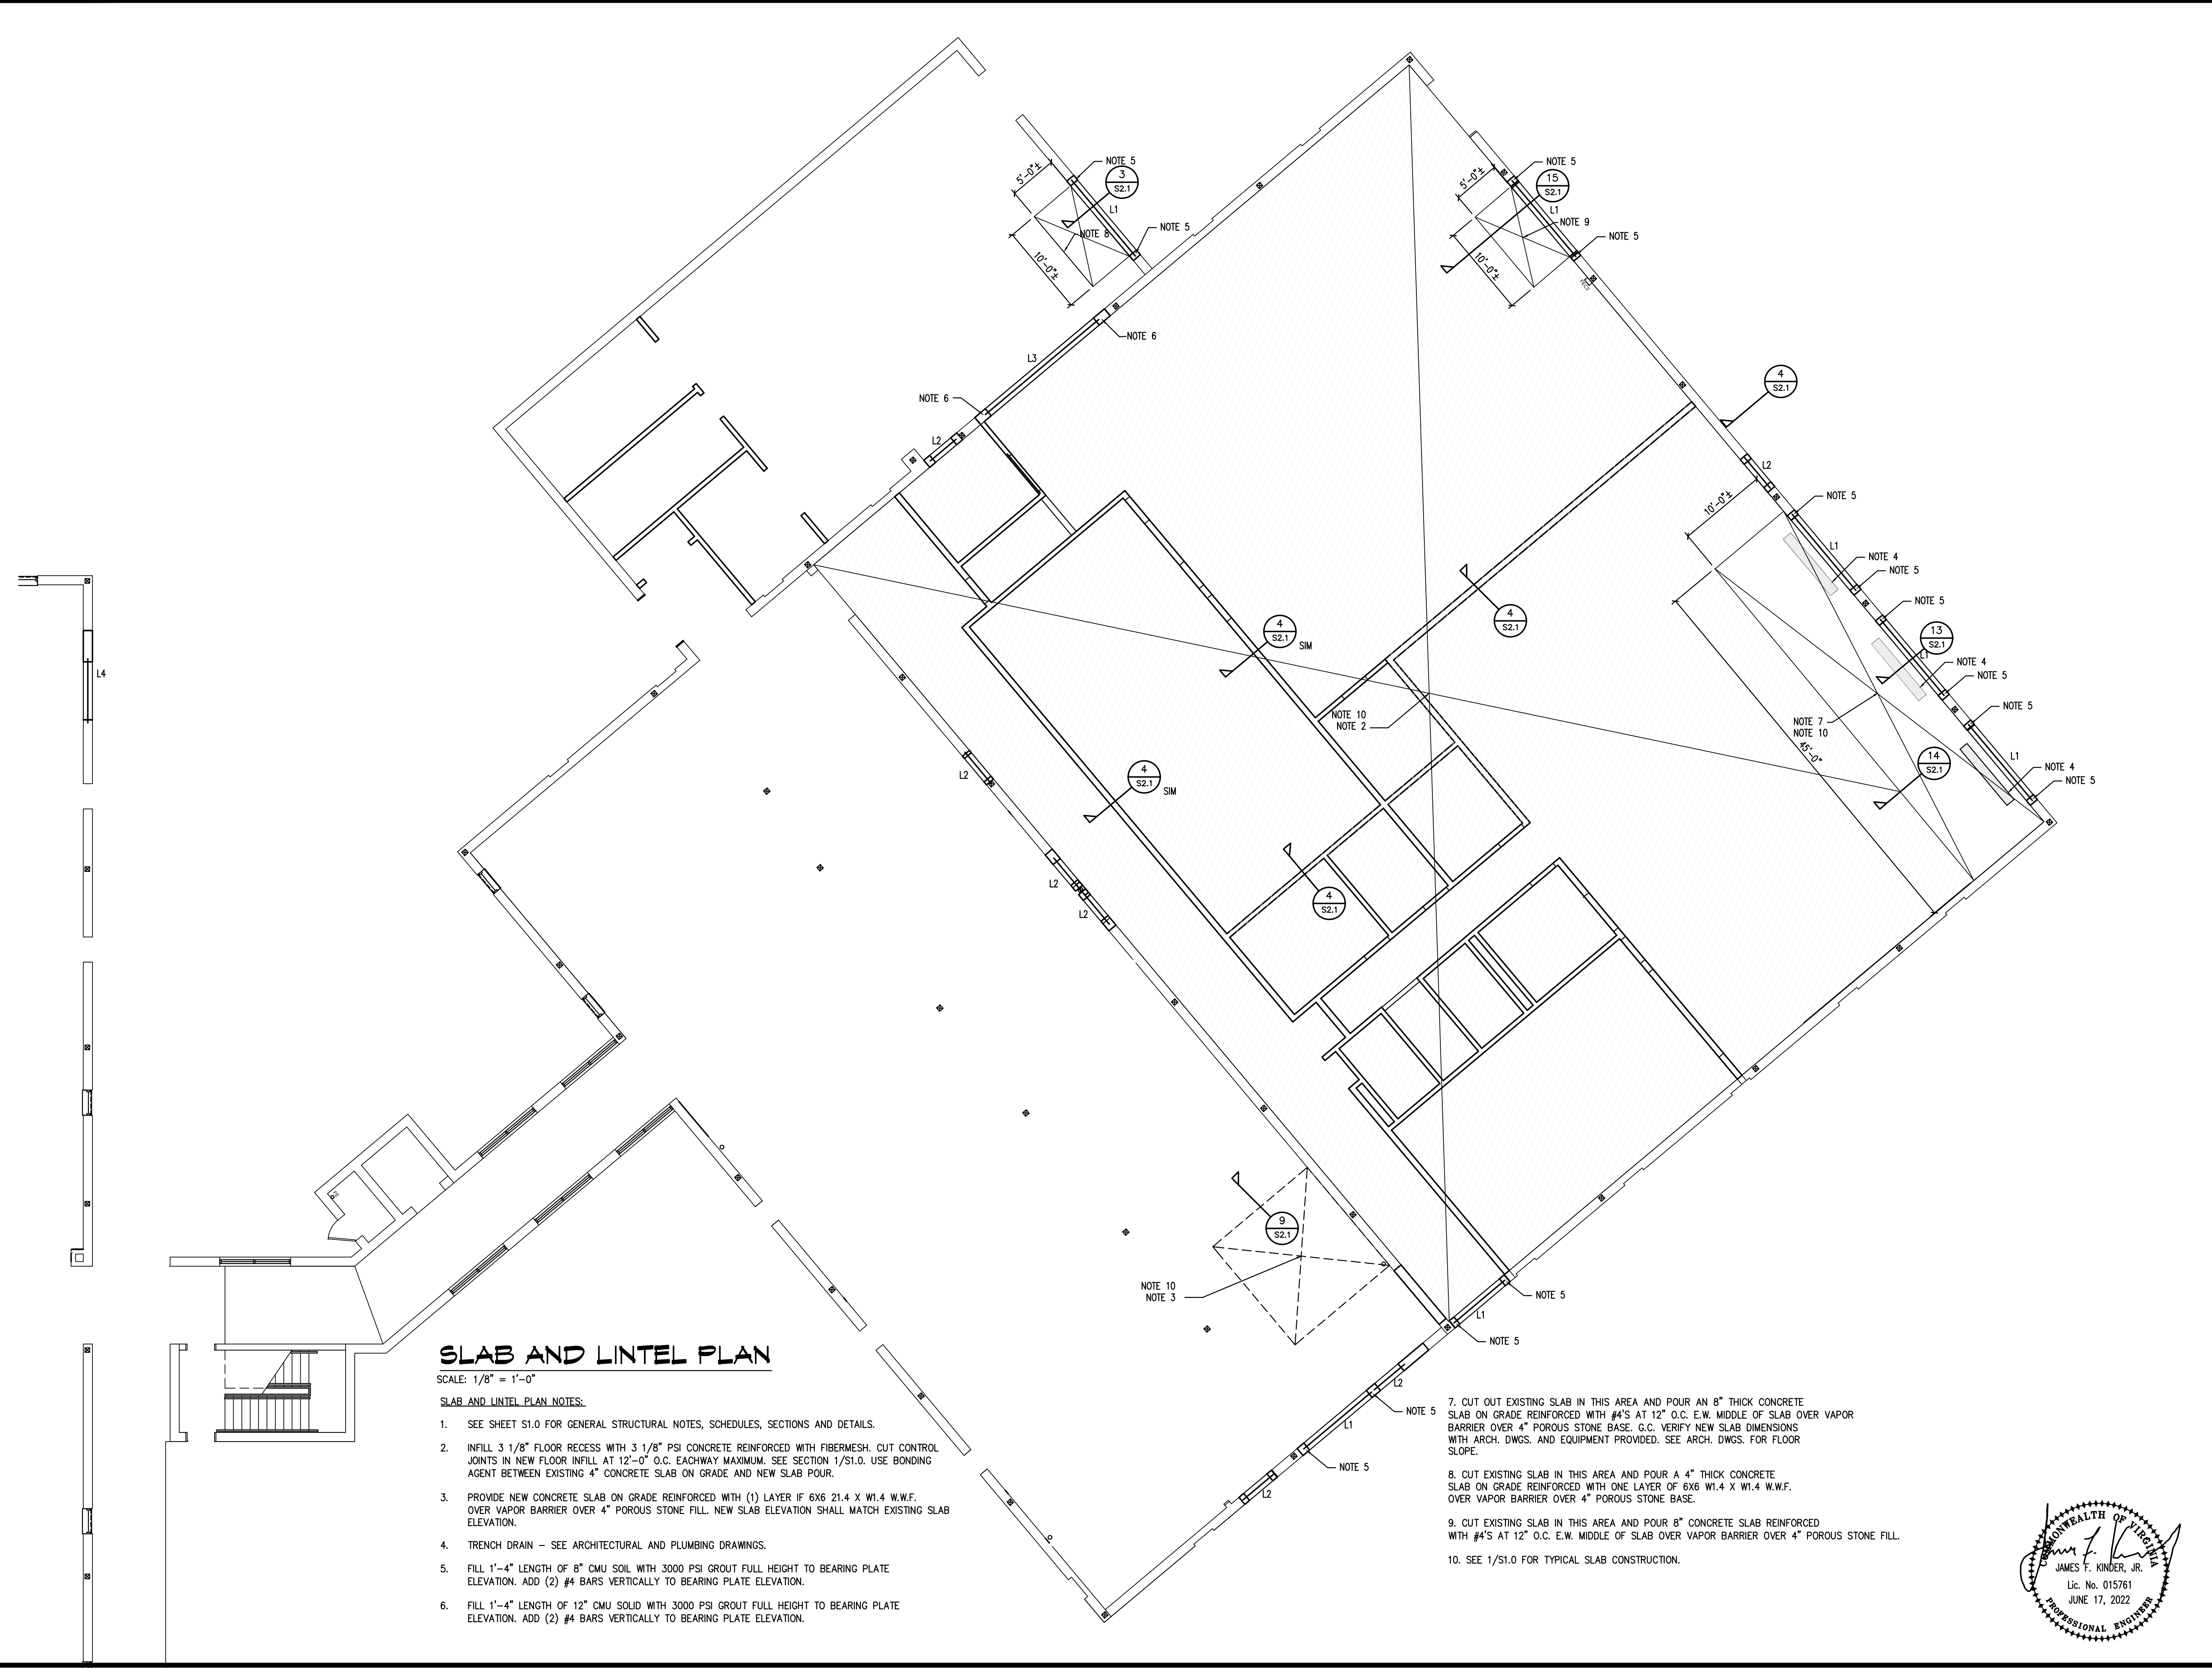 NOTE 5
3
S2.1
5'-0"±
L1
NOTE 5
NOTE 8
10'-0"±
NOTE 5
15
S2.1
5'-0"±
L1
NOTE 9
NOTE 5
10'-0"±
NOTE 6
L3
NOTE 6
L2
4
S2.1
L2
10'-0"±
NOTE 5
L1
NOTE 4
NOTE 5
NOTE 5
13
S2.1
L1
NOTE 4
NOTE 5
NOTE 5
NOTE 7
NOTE 10
45'-0"
14
S2.1
L1
NOTE 4
NOTE 5
4
S2.1
4
S2.1
SIM
NOTE 10
NOTE 2
4
S2.1
SIM
4
S2.1
L4
L2
L2
L2
9
S2.1
NOTE 10
NOTE 3
NOTE 5
L1
NOTE 5
L2
NOTE 5
L1
NOTE 5
L2
SLAB AND LINTEL PLAN
SCALE: 1/8" = 1'-0"
SLAB AND LINTEL PLAN NOTES:
1. SEE SHEET S1.0 FOR GENERAL STRUCTURAL NOTES, SCHEDULES, SECTIONS AND DETAILS.
2. INFILL 3 1/8" FLOOR RECESS WITH 3 1/8" PSI CONCRETE REINFORCED WITH FIBERMESH. CUT CONTROL
JOINTS IN NEW FLOOR INFILL AT 12'-0" O.C. EACHWAY MAXIMUM. SEE SECTION 1/S1.0. USE BONDING
AGENT BETWEEN EXISTING 4" CONCRETE SLAB ON GRADE AND NEW SLAB POUR.
3. PROVIDE NEW CONCRETE SLAB ON GRADE REINFORCED WITH (1) LAYER IF 6X6 21.4 X W1.4 W.W.F.
OVER VAPOR BARRIER OVER 4" POROUS STONE FILL. NEW SLAB ELEVATION SHALL MATCH EXISTING SLAB
ELEVATION.
4. TRENCH DRAIN – SEE ARCHITECTURAL AND PLUMBING DRAWINGS.
5. FILL 1'-4" LENGTH OF 8" CMU SOIL WITH 3000 PSI GROUT FULL HEIGHT TO BEARING PLATE
ELEVATION. ADD (2) #4 BARS VERTICALLY TO BEARING PLATE ELEVATION.
6. FILL 1'-4" LENGTH OF 12" CMU SOLID WITH 3000 PSI GROUT FULL HEIGHT TO BEARING PLATE
ELEVATION. ADD (2) #4 BARS VERTICALLY TO BEARING PLATE ELEVATION.
7. CUT OUT EXISTING SLAB IN THIS AREA AND POUR AN 8" THICK CONCRETE
SLAB ON GRADE REINFORCED WITH #4'S AT 12" O.C. E.W. MIDDLE OF SLAB OVER VAPOR
BARRIER OVER 4" POROUS STONE BASE. G.C. VERIFY NEW SLAB DIMENSIONS
WITH ARCH. DWGS. AND EQUIPMENT PROVIDED. SEE ARCH. DWGS. FOR FLOOR
SLOPE.
8. CUT EXISTING SLAB IN THIS AREA AND POUR A 4" THICK CONCRETE
SLAB ON GRADE REINFORCED WITH ONE LAYER OF 6X6 W1.4 X W1.4 W.W.F.
OVER VAPOR BARRIER OVER 4" POROUS STONE BASE.
9. CUT EXISTING SLAB IN THIS AREA AND POUR 8" CONCRETE SLAB REINFORCED
WITH #4'S AT 12" O.C. E.W. MIDDLE OF SLAB OVER VAPOR BARRIER OVER 4" POROUS STONE FILL.
10. SEE 1/S1.0 FOR TYPICAL SLAB CONSTRUCTION.
COMMONWEALTH OF VIRGINIA
JAMES F. KINDER, JR.
Lic. No. 015761
JUNE 17, 2022
PROFESSIONAL ENGINEER